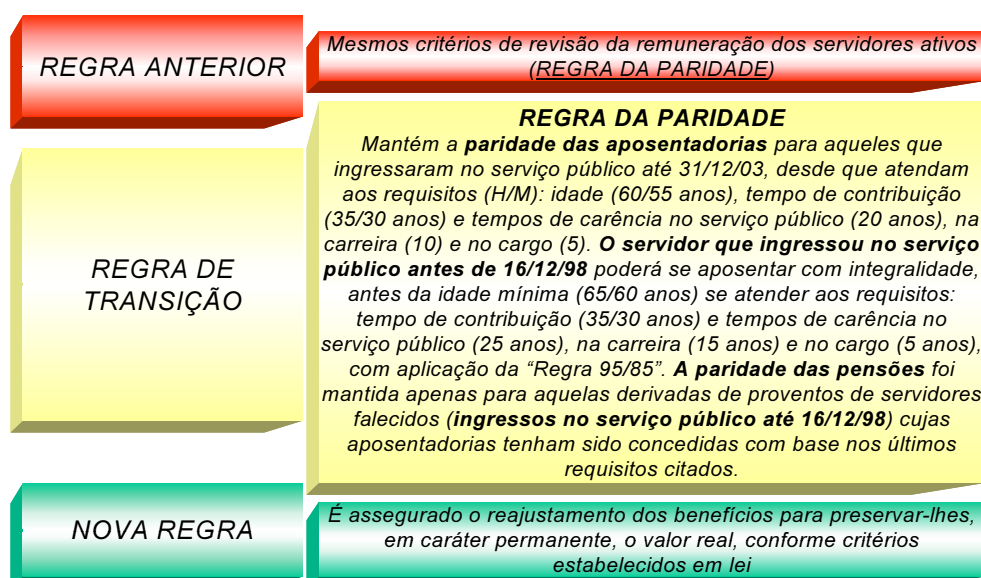 REGRA ANTERIOR
Mesmos critérios de revisão da remuneração dos servidores ativos
(REGRA DA PARIDADE)
REGRA DE
TRANSIÇÃO
REGRA DA PARIDADE
Mantém a paridade das aposentadorias para aqueles que
ingressaram no serviço público até 31/12/03, desde que atendam
aos requisitos (H/M): idade (60/55 anos), tempo de contribuição
(35/30 anos) e tempos de carência no serviço público (20 anos), na
carreira (10) e no cargo (5). O servidor que ingressou no serviço
público antes de 16/12/98 poderá se aposentar com integralidade,
antes da idade mínima (65/60 anos) se atender aos requisitos:
tempo de contribuição (35/30 anos) e tempos de carência no
serviço público (25 anos), na carreira (15 anos) e no cargo (5 anos),
com aplicação da “Regra 95/85”. A paridade das pensões foi
mantida apenas para aquelas derivadas de proventos de servidores
falecidos (ingressos no serviço público até 16/12/98) cujas
aposentadorias tenham sido concedidas com base nos últimos
requisitos citados.
NOVA REGRA
É assegurado o reajustamento dos benefícios para preservar-lhes,
em caráter permanente, o valor real, conforme critérios
estabelecidos em lei